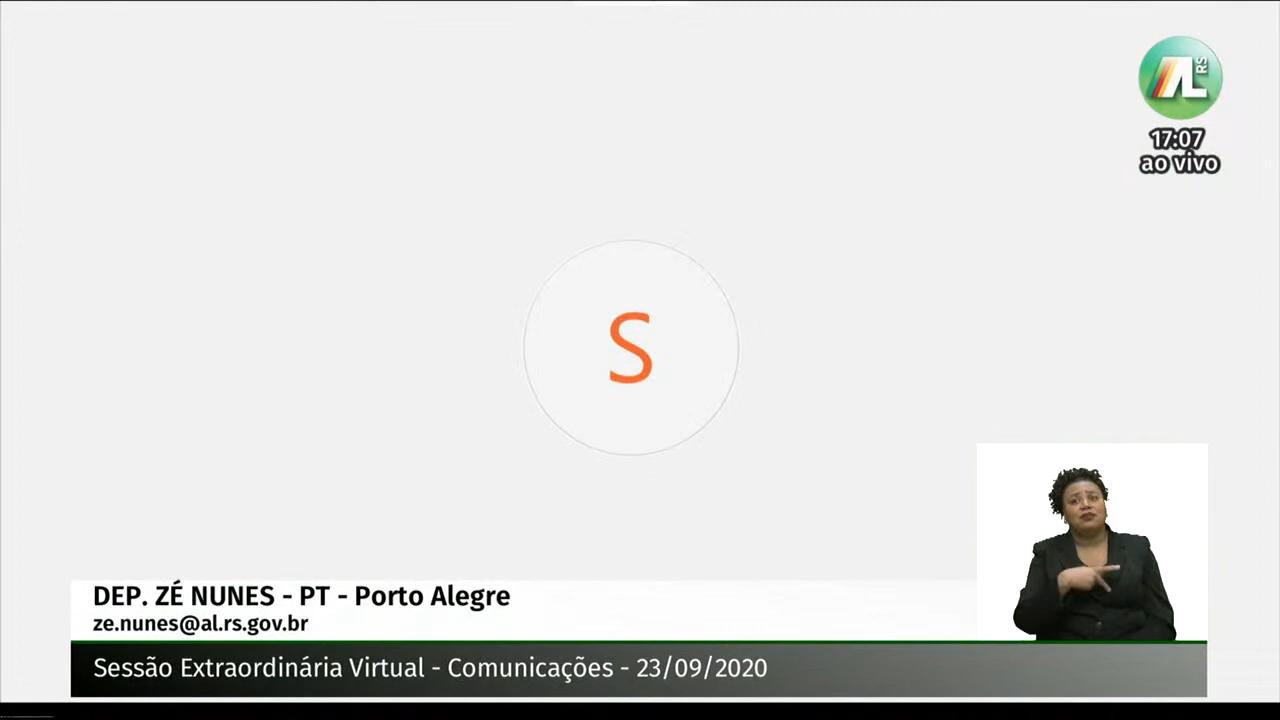 AL RS
17:07
ao vivo
S
DEP. ZÉ NUNES - PT - Porto Alegre
ze.nunes@al.rs.gov.br
Sessão Extraordinária Virtual - Comunicações - 23/09/2020